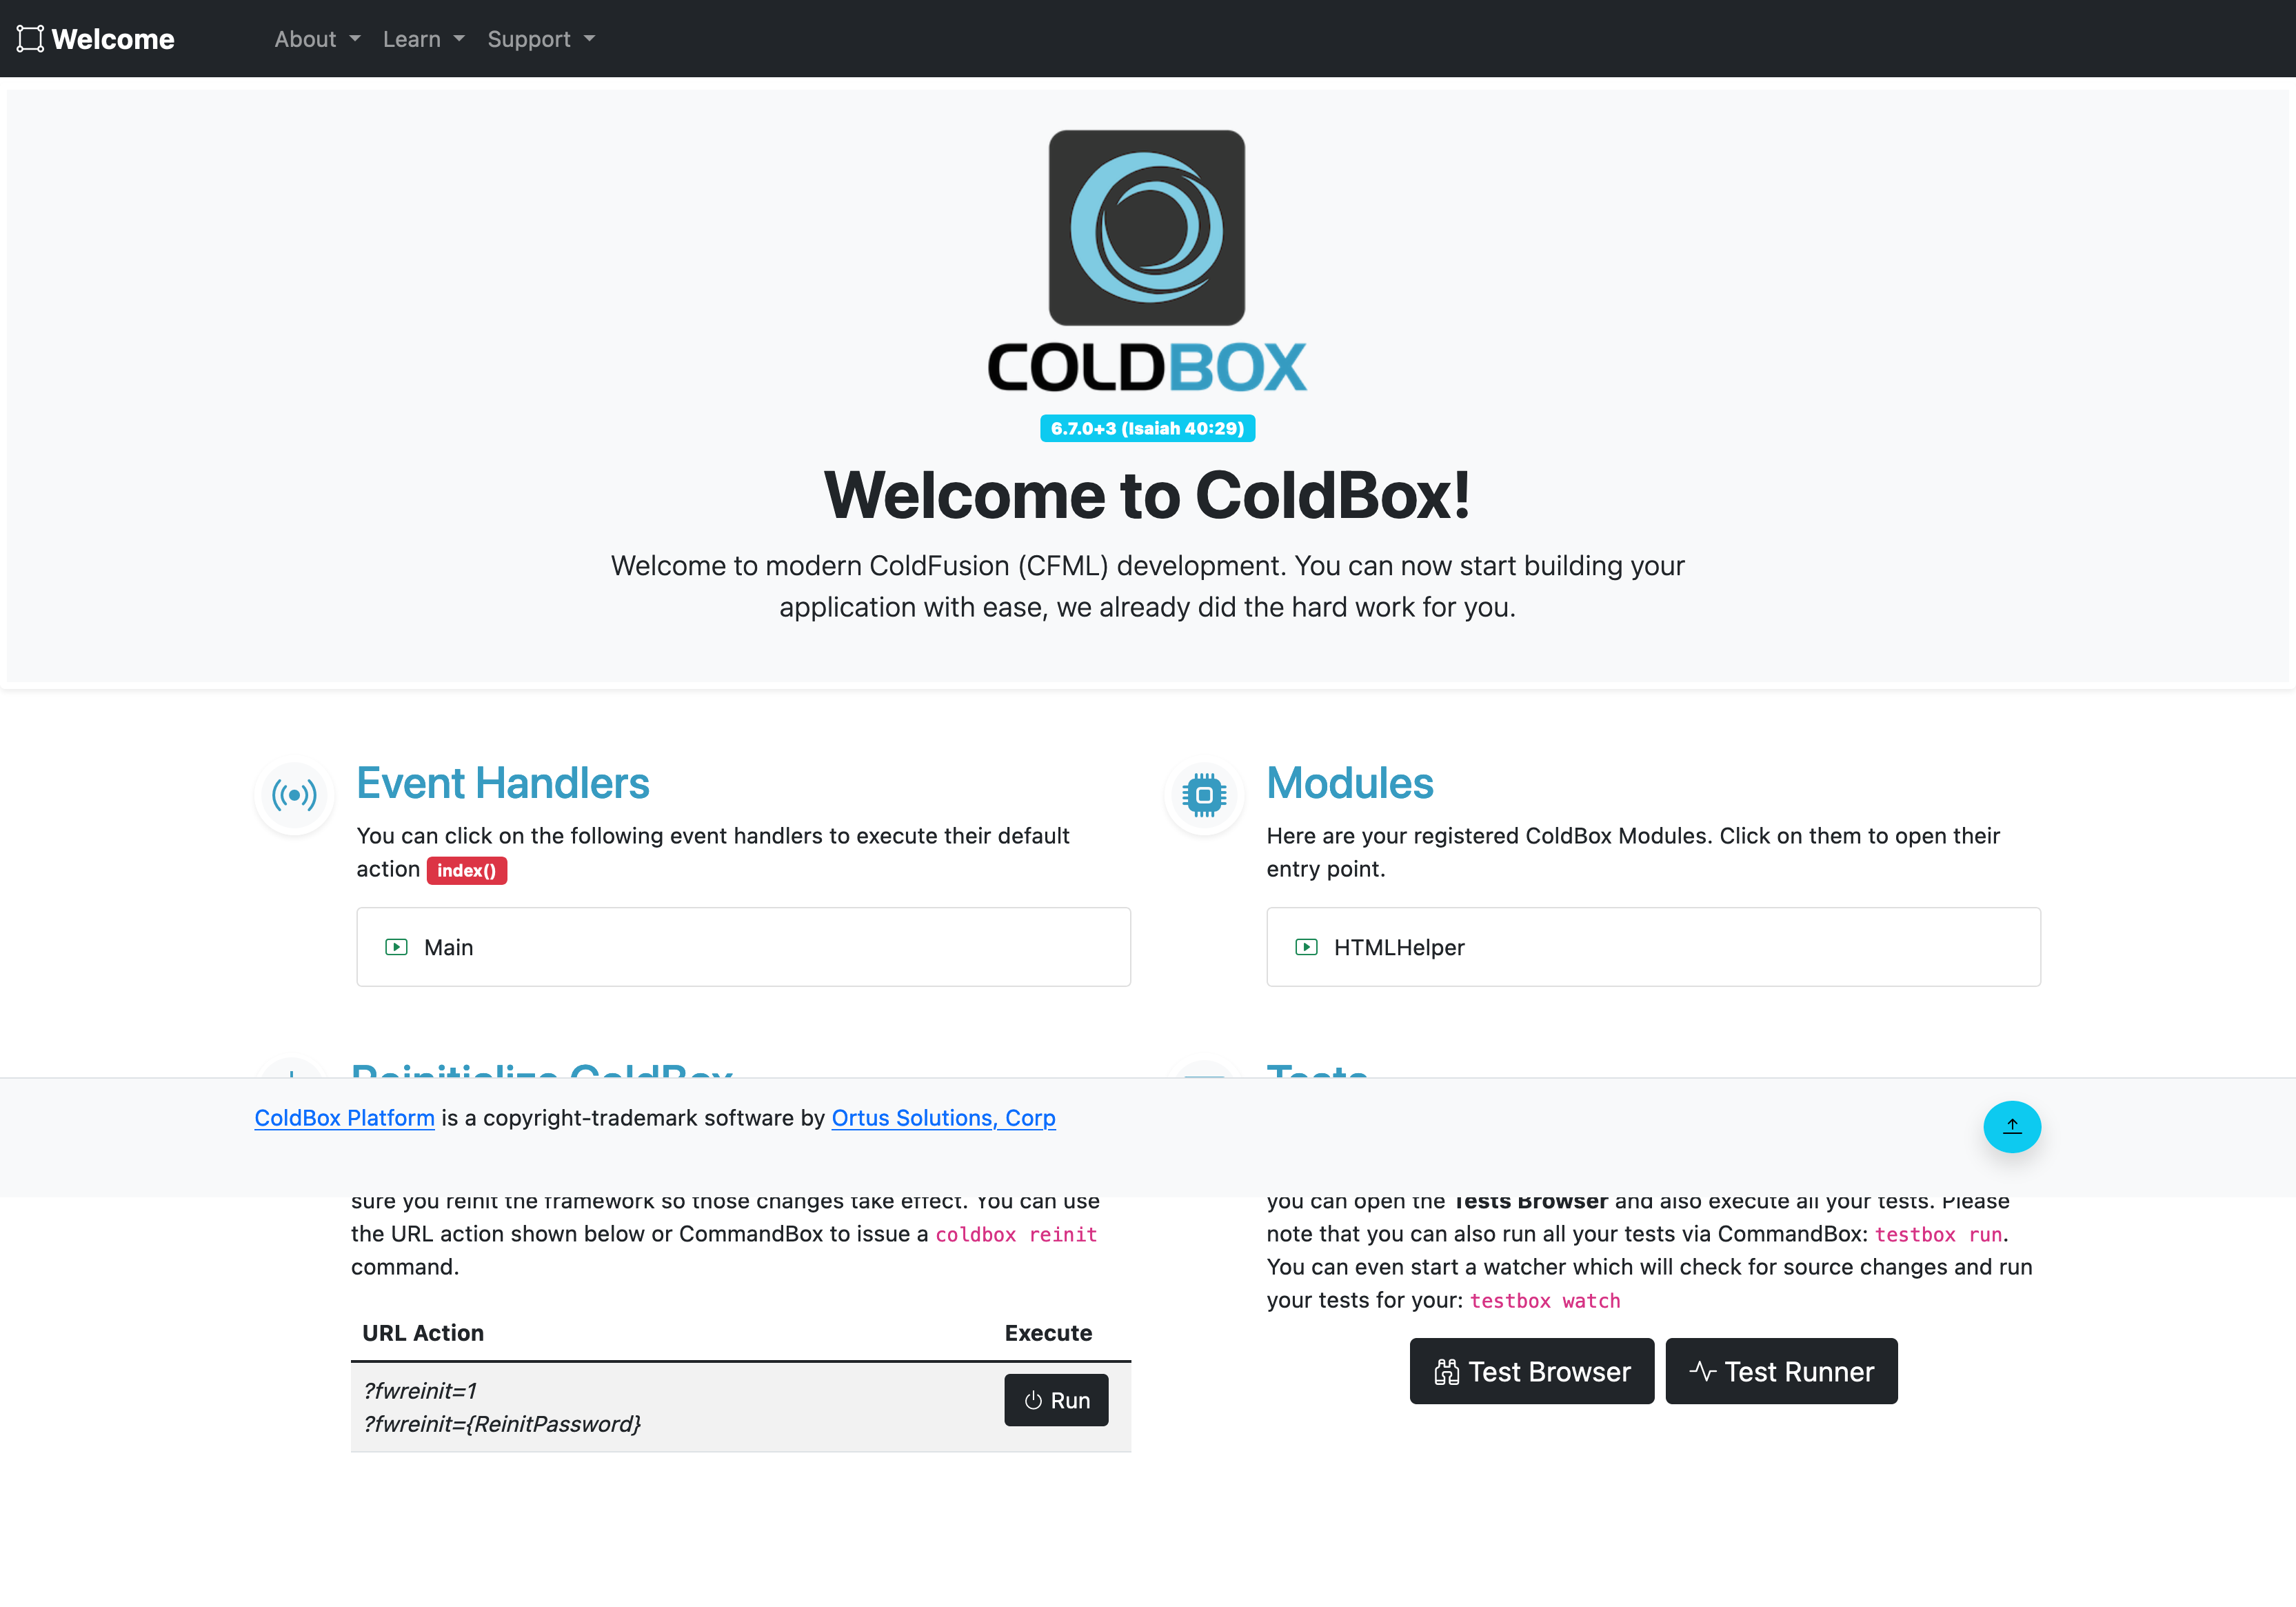 Welcome About Learn Support
COLDBOX
6.7.0+3 (Isaiah 40:29)
Welcome to ColdBox!
Welcome to modern ColdFusion (CFML) development. You can now start building your
application with ease, we already did the hard work for you.
Event Handlers
You can click on the following event handlers to execute their default
action index()
Main
Modules
Here are your registered ColdBox Modules. Click on them to open their
entry point.
HTMLHelper
Reinitialize ColdBox
Tests
ColdBox Platform is a copyright-trademark software by Ortus Solutions, Corp
sure you reinit the framework so those changes take effect. You can use
the URL action shown below or CommandBox to issue a coldbox reinit
command.
URL Action Execute
?fwreinit=1
?fwreinit={ReinitPassword}
Run
you can open the Tests Browser and also execute all your tests. Please
note that you can also run all your tests via CommandBox: testbox run.
You can even start a watcher which will check for source changes and run
your tests for your: testbox watch
Test Browser Test Runner